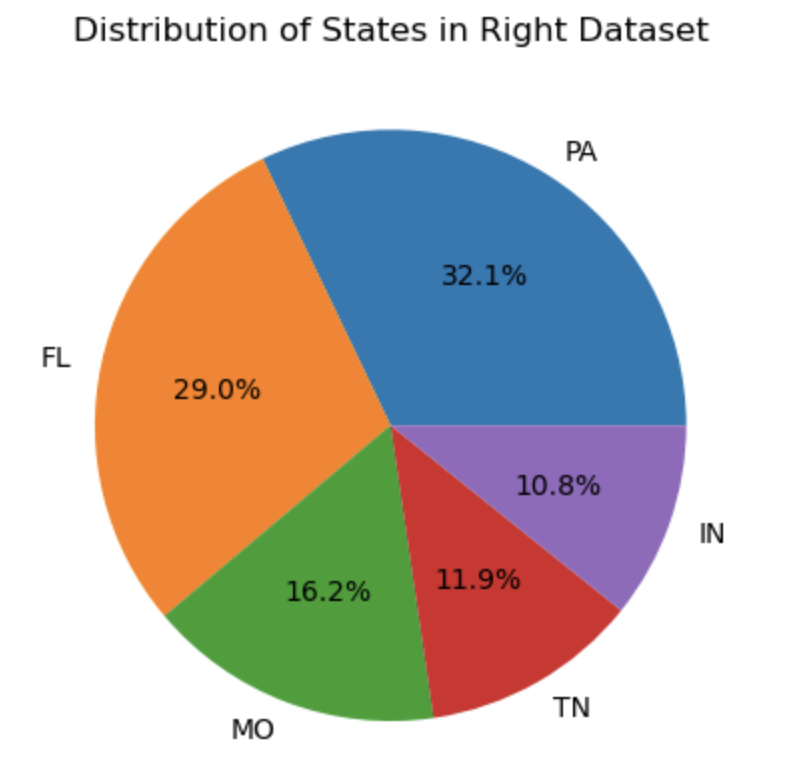 Distribution of States in Right Dataset
PA
32.1%
FL
29.0%
10.8%
IN
16.2%
11.9%
MO
TN